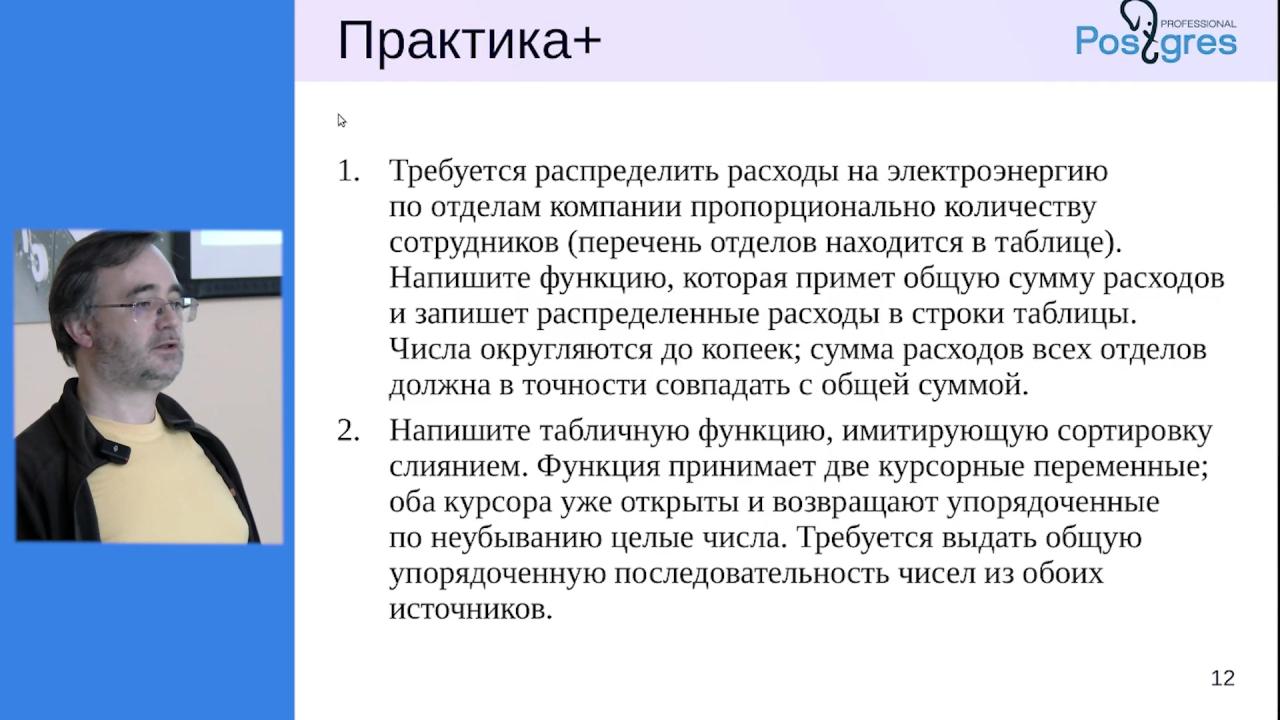 Практика+
PROFESSIONAL
Postgres
1. Требуется распределить расходы на электроэнергию
по отделам компании пропорционально количеству
сотрудников (перечень отделов находится в таблице).
Напишите функцию, которая примет общую сумму расходов
и запишет распределенные расходы в строки таблицы.
Числа округляются до копеек; сумма расходов всех отделов
должна в точности совпадать с общей суммой.
2. Напишите табличную функцию, имитирующую сортировку
слиянием. Функция принимает две курсорные переменные;
оба курсора уже открыты и возвращают упорядоченные
по неубыванию целые числа. Требуется выдать общую
упорядоченную последовательность чисел из обоих
источников.
12